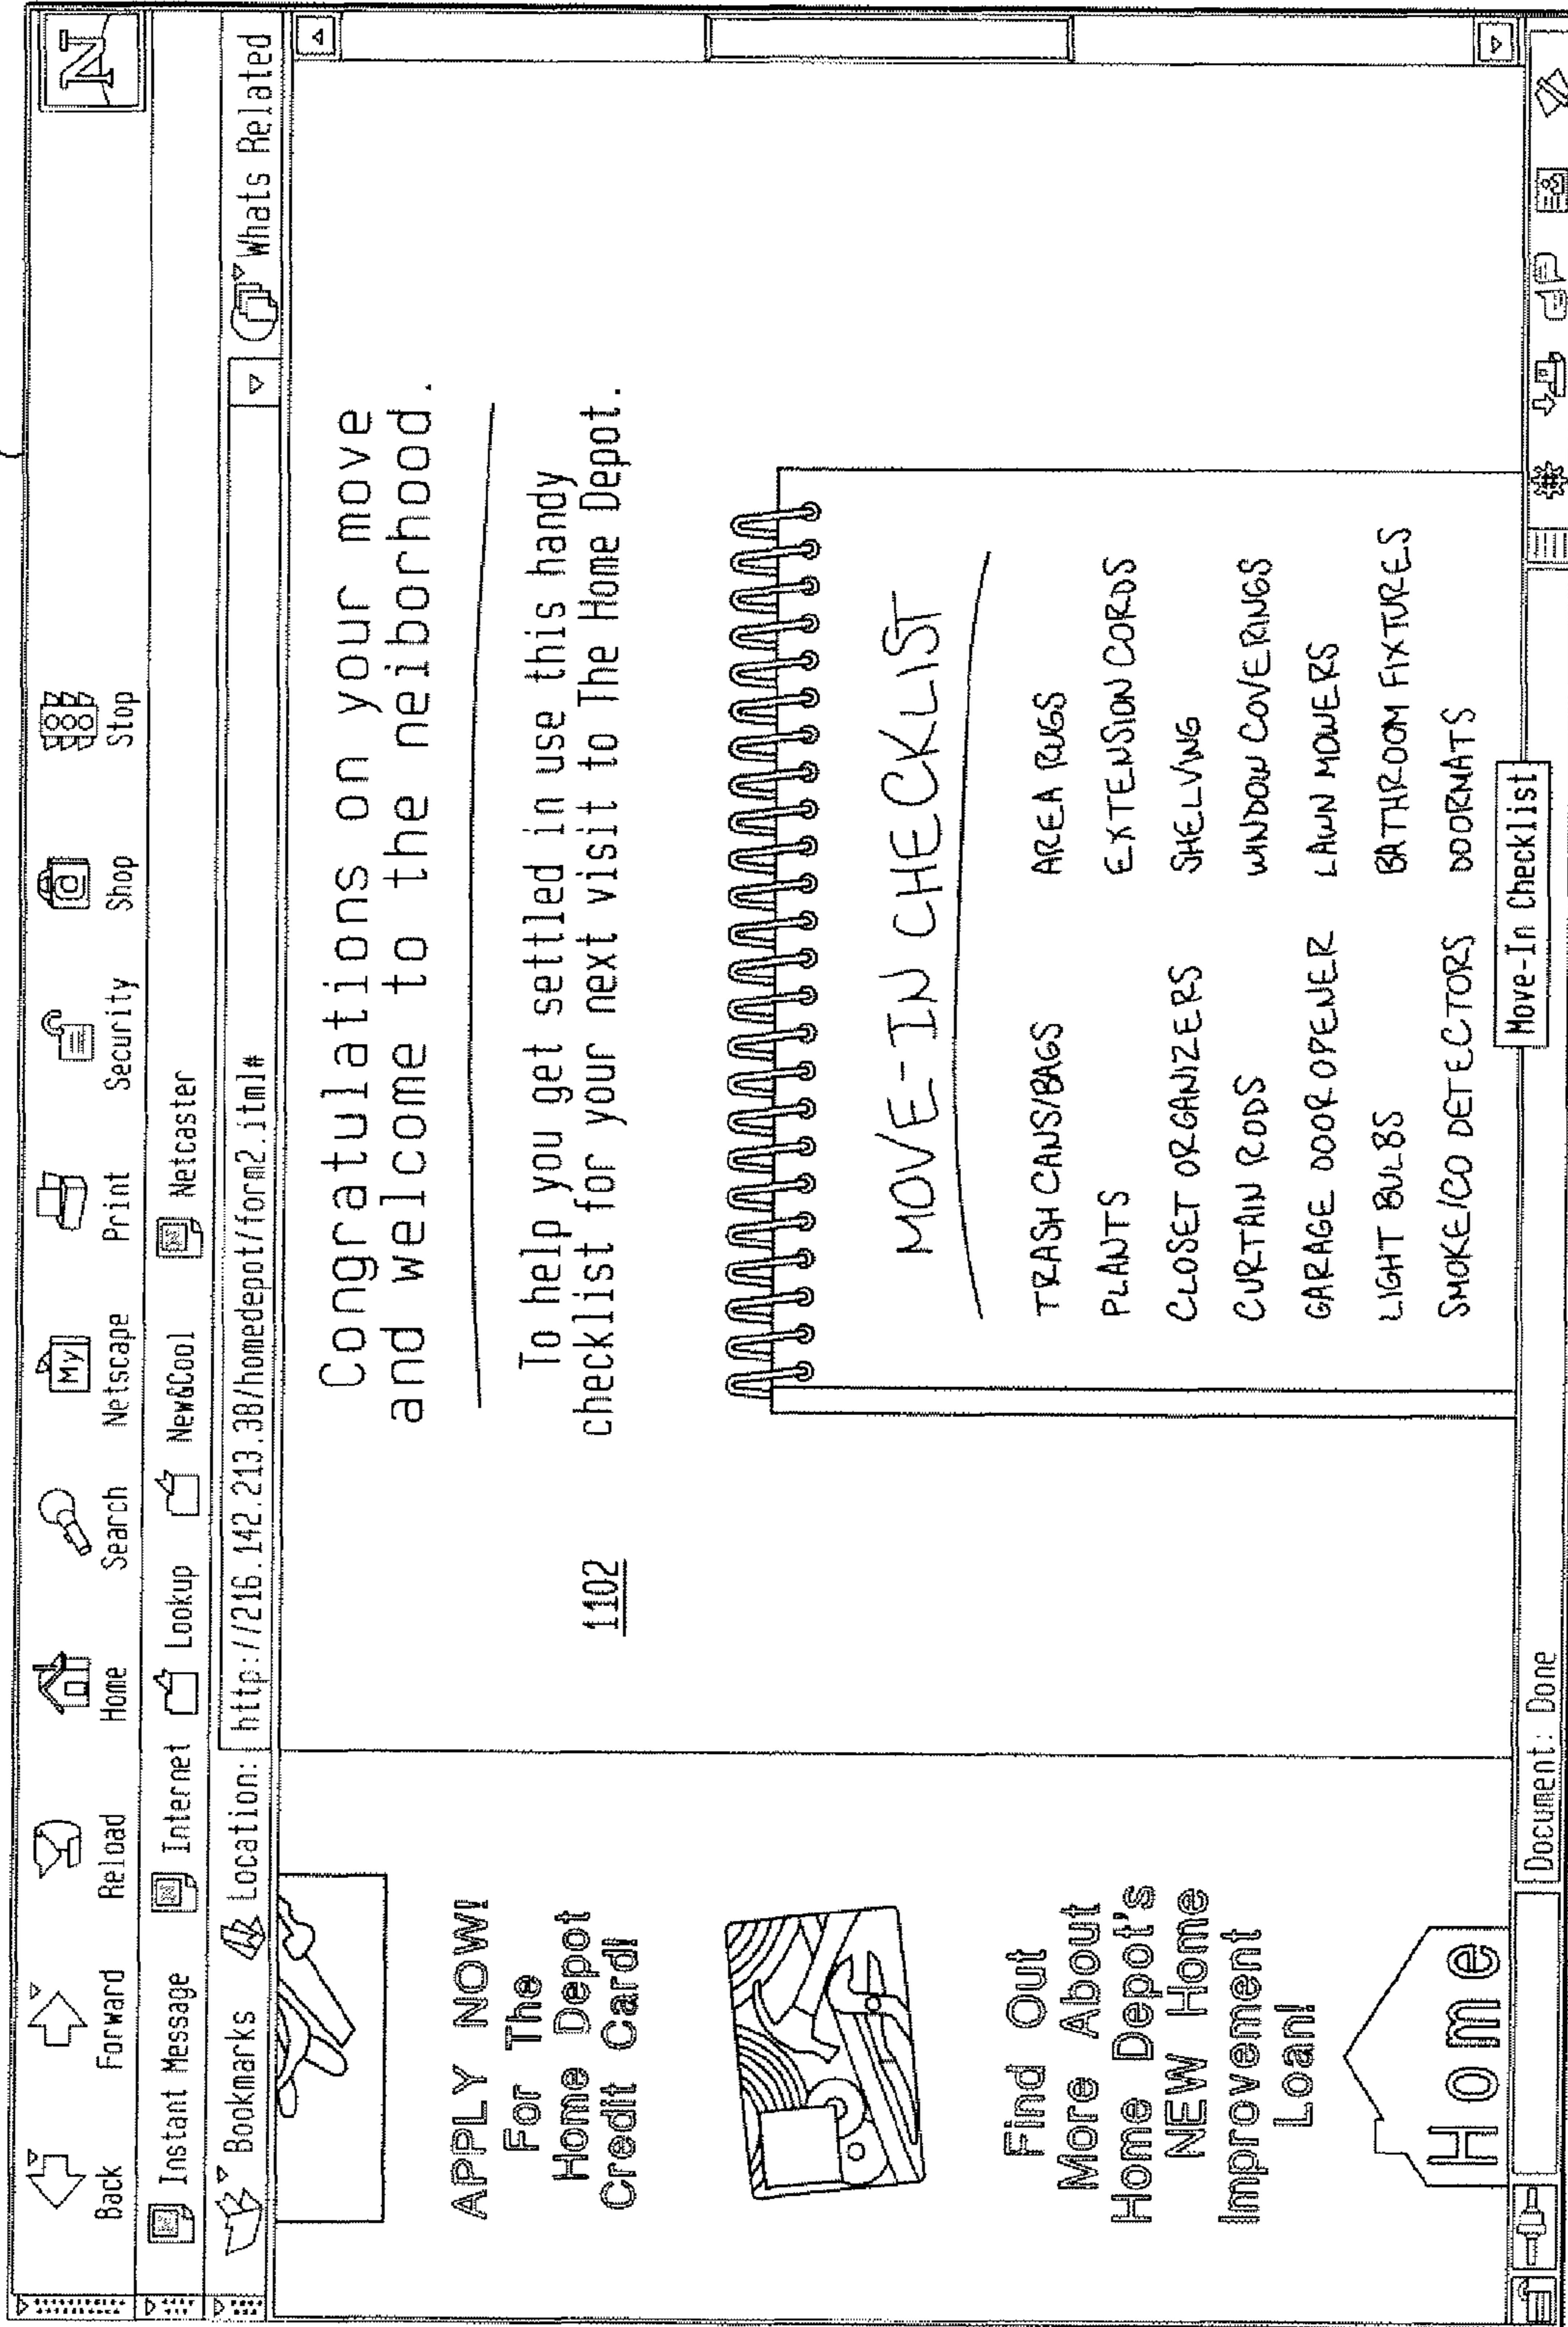 Back Forward Reload Home Search Netscape Print Security Shop Stop
My
N
Instant Message Internet Lookup New&Cool Netcaster
Bookmarks Location: http://216.142.213.38/homedepot/form2.itml# Whats Related
APPLY NOW!
For The
Home Depot
Credit Card!
Find Out
More About
Home Depot's
NEW Home
Improvement
Loan!
Home
Congratulations on your move
and welcome to the neiborhood.
To help you get settled in use this handy
checklist for your next visit to The Home Depot.
1102
MOVE-IN CHECKLIST
TRASH CANS/BAGS AREA RUGS
PLANTS EXTENSION CORDS
CLOSET ORGANIZERS SHELVING
CURTAIN RODS WINDOW COVERINGS
GARAGE DOOR OPENER LAWN MOWERS
LIGHT BULBS BATHROOM FIXTURES
SMOKE/CO DETECTORS DOORMATS
Move-In Checklist
Document: Done